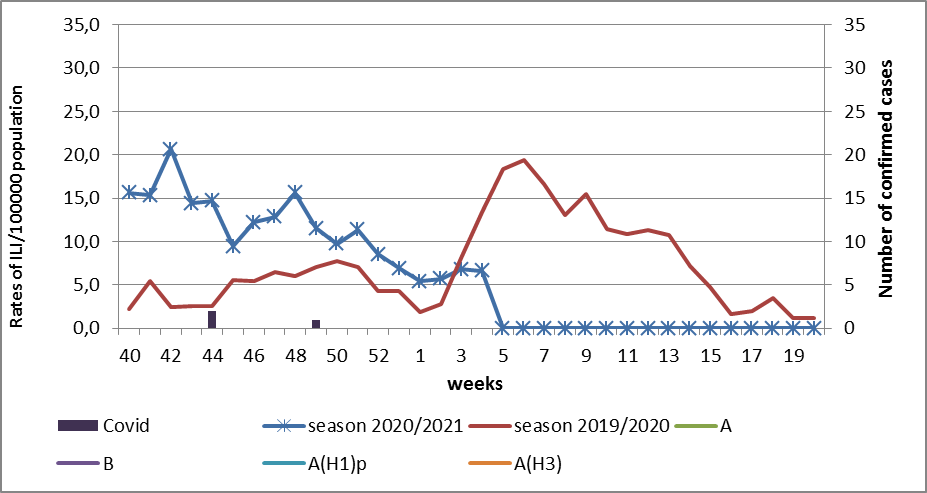 35,0
30,0
25,0
20,0
15,0
10,0
5,0
0,0
Rates of ILI/100000 population
35
30
25
20
15
10
5
0
Number of confirmed cases
40 42 44 46 48 50 52 1 3 5 7 9 11 13 15 17 19
weeks
Covid season 2020/2021 season 2019/2020 A
B A(H1)p A(H3)